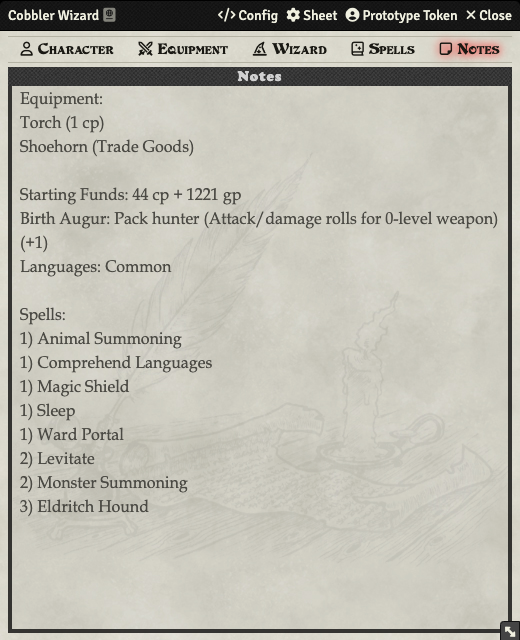 Cobbler Wizard Config Sheet Prototype Token Close
Character Equipment Wizard Spells Notes
Notes
Equipment:
Torch (1 cp)
Shoehorn (Trade Goods)
Starting Funds: 44 cp + 1221 gp
Birth Augur: Pack hunter (Attack/damage rolls for 0-level weapon)
(+1)
Languages: Common
Spells:
1) Animal Summoning
1) Comprehend Languages
1) Magic Shield
1) Sleep
1) Ward Portal
2) Levitate
2) Monster Summoning
3) Eldritch Hound